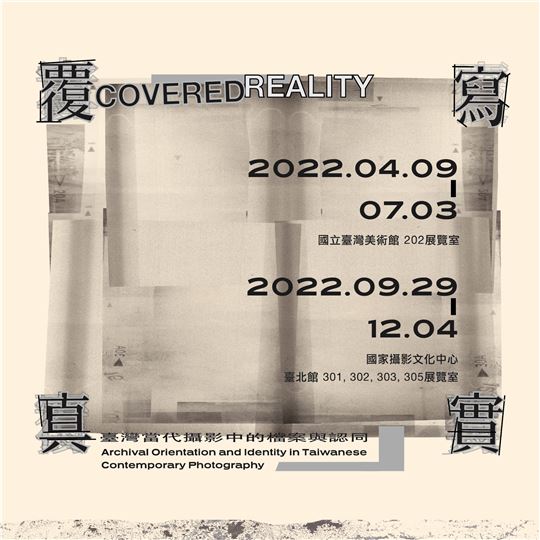 覆 寫
COVERED REALITY
2022.04.09
07.03
國立臺灣美術館 202展覽室
2022.09.29
12.04
國家攝影文化中心
臺北館 301, 302, 303, 305展覽室
真 實
臺灣當代攝影中的檔案與認同
Archival Orientation and Identity in Taiwanese
Contemporary Photography